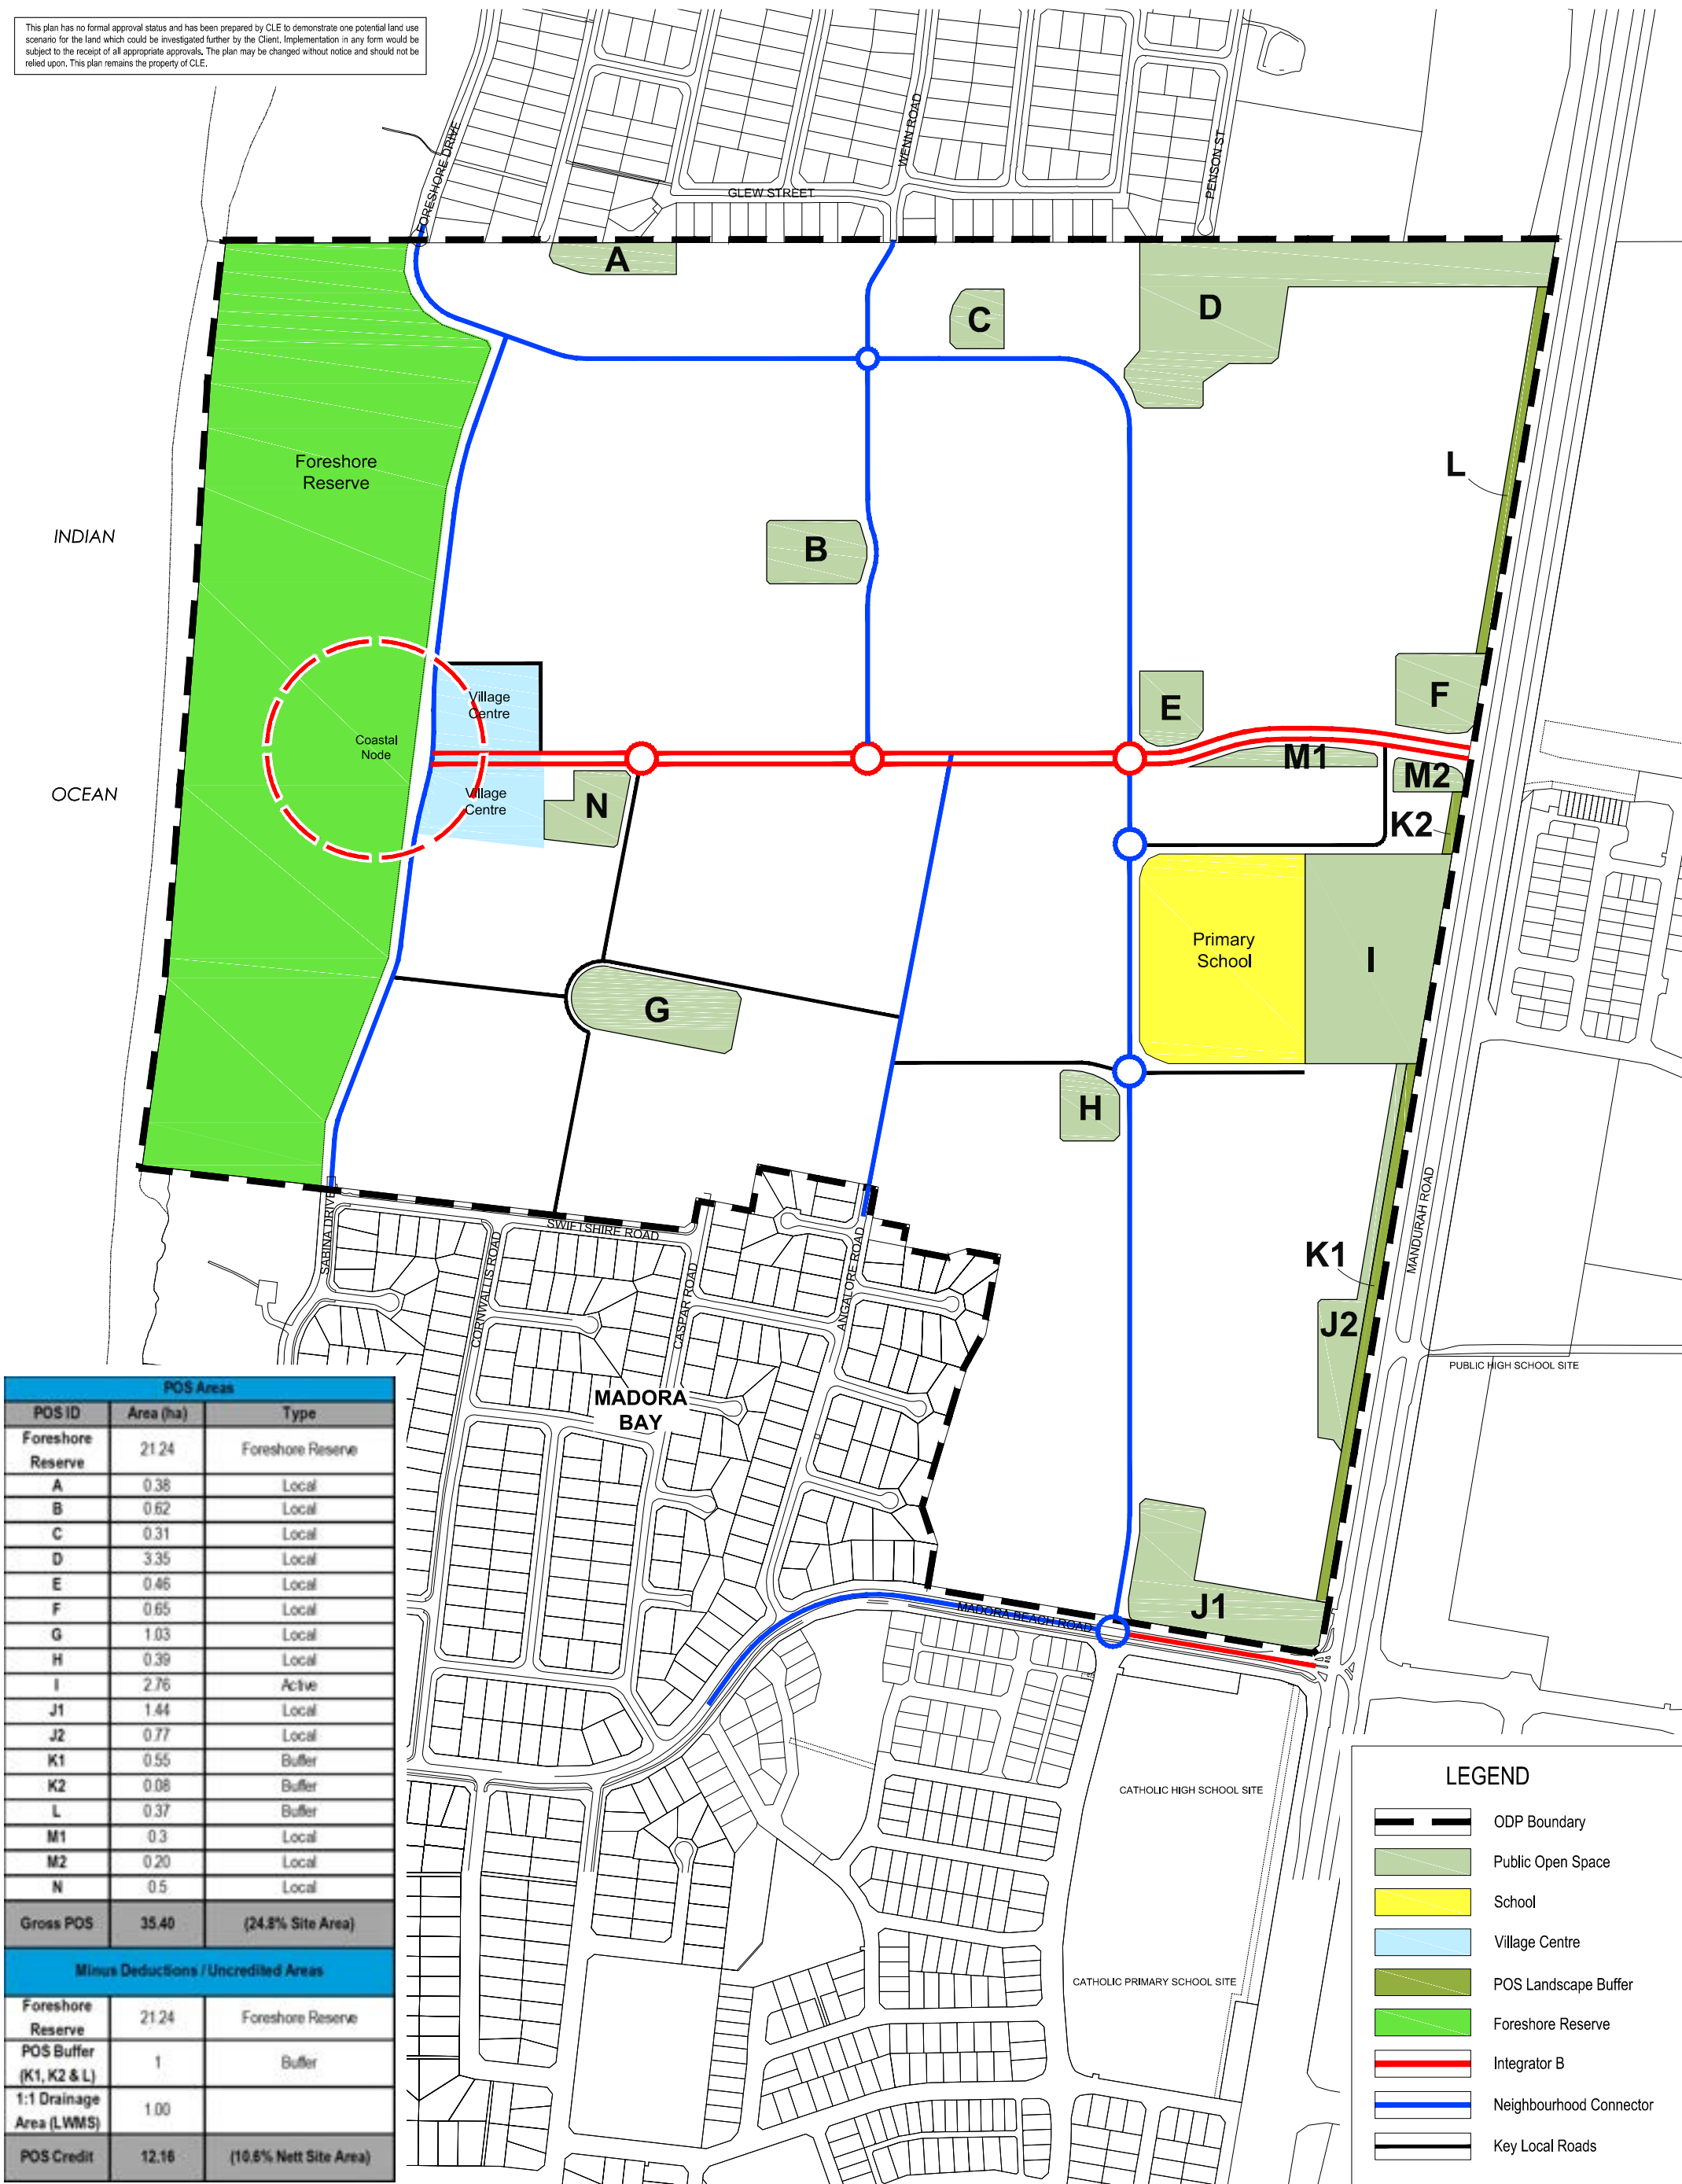 This plan has no formal approval status and has been prepared by CLE to demonstrate one potential land use
scenario for the land which could be investigated further by the Client. Implementation in any form would be
subject to the receipt of all appropriate approvals. The plan may be changed without notice and should not be
relied upon. This plan remains the property of CLE.
FORESHORE DRIVE
WENN ROAD
PENSON ST
GLEW STREET
A
C
D
Foreshore
Reserve
L
INDIAN
B
Village
Centre
E
F
Coastal
Node
M1
M2
OCEAN
Village
Centre
N
K2
Primary
School
I
G
H
MANDURAH ROAD
SABINA DRIVE
SWIFTSHIRE ROAD
CORNWALLIS ROAD
CASPAR ROAD
ANGALORE ROAD
K1
J2
PUBLIC HIGH SCHOOL SITE
MADORA
BAY
J1
MADORA BEACH ROAD
CATHOLIC HIGH SCHOOL SITE
CATHOLIC PRIMARY SCHOOL SITE
POS Areas
POS ID Area (ha) Type
Foreshore
Reserve 21.24 Foreshore Reserve
A 0.38 Local
B 0.62 Local
C 0.31 Local
D 3.35 Local
E 0.46 Local
F 0.65 Local
G 1.03 Local
H 0.39 Local
I 2.76 Active
J1 1.44 Local
J2 0.77 Local
K1 0.55 Buffer
K2 0.08 Buffer
L 0.37 Buffer
M1 0.3 Local
M2 0.20 Local
N 0.5 Local
Gross POS 35.40 (24.8% Site Area)
Minus Deductions / Uncredited Areas
Foreshore
Reserve 21.24 Foreshore Reserve
POS Buffer
(K1, K2 & L) 1 Buffer
1:1 Drainage
Area (LWMS) 1.00
POS Credit 12.16 (10.6% Nett Site Area)
LEGEND
ODP Boundary
Public Open Space
School
Village Centre
POS Landscape Buffer
Foreshore Reserve
Integrator B
Neighbourhood Connector
Key Local Roads